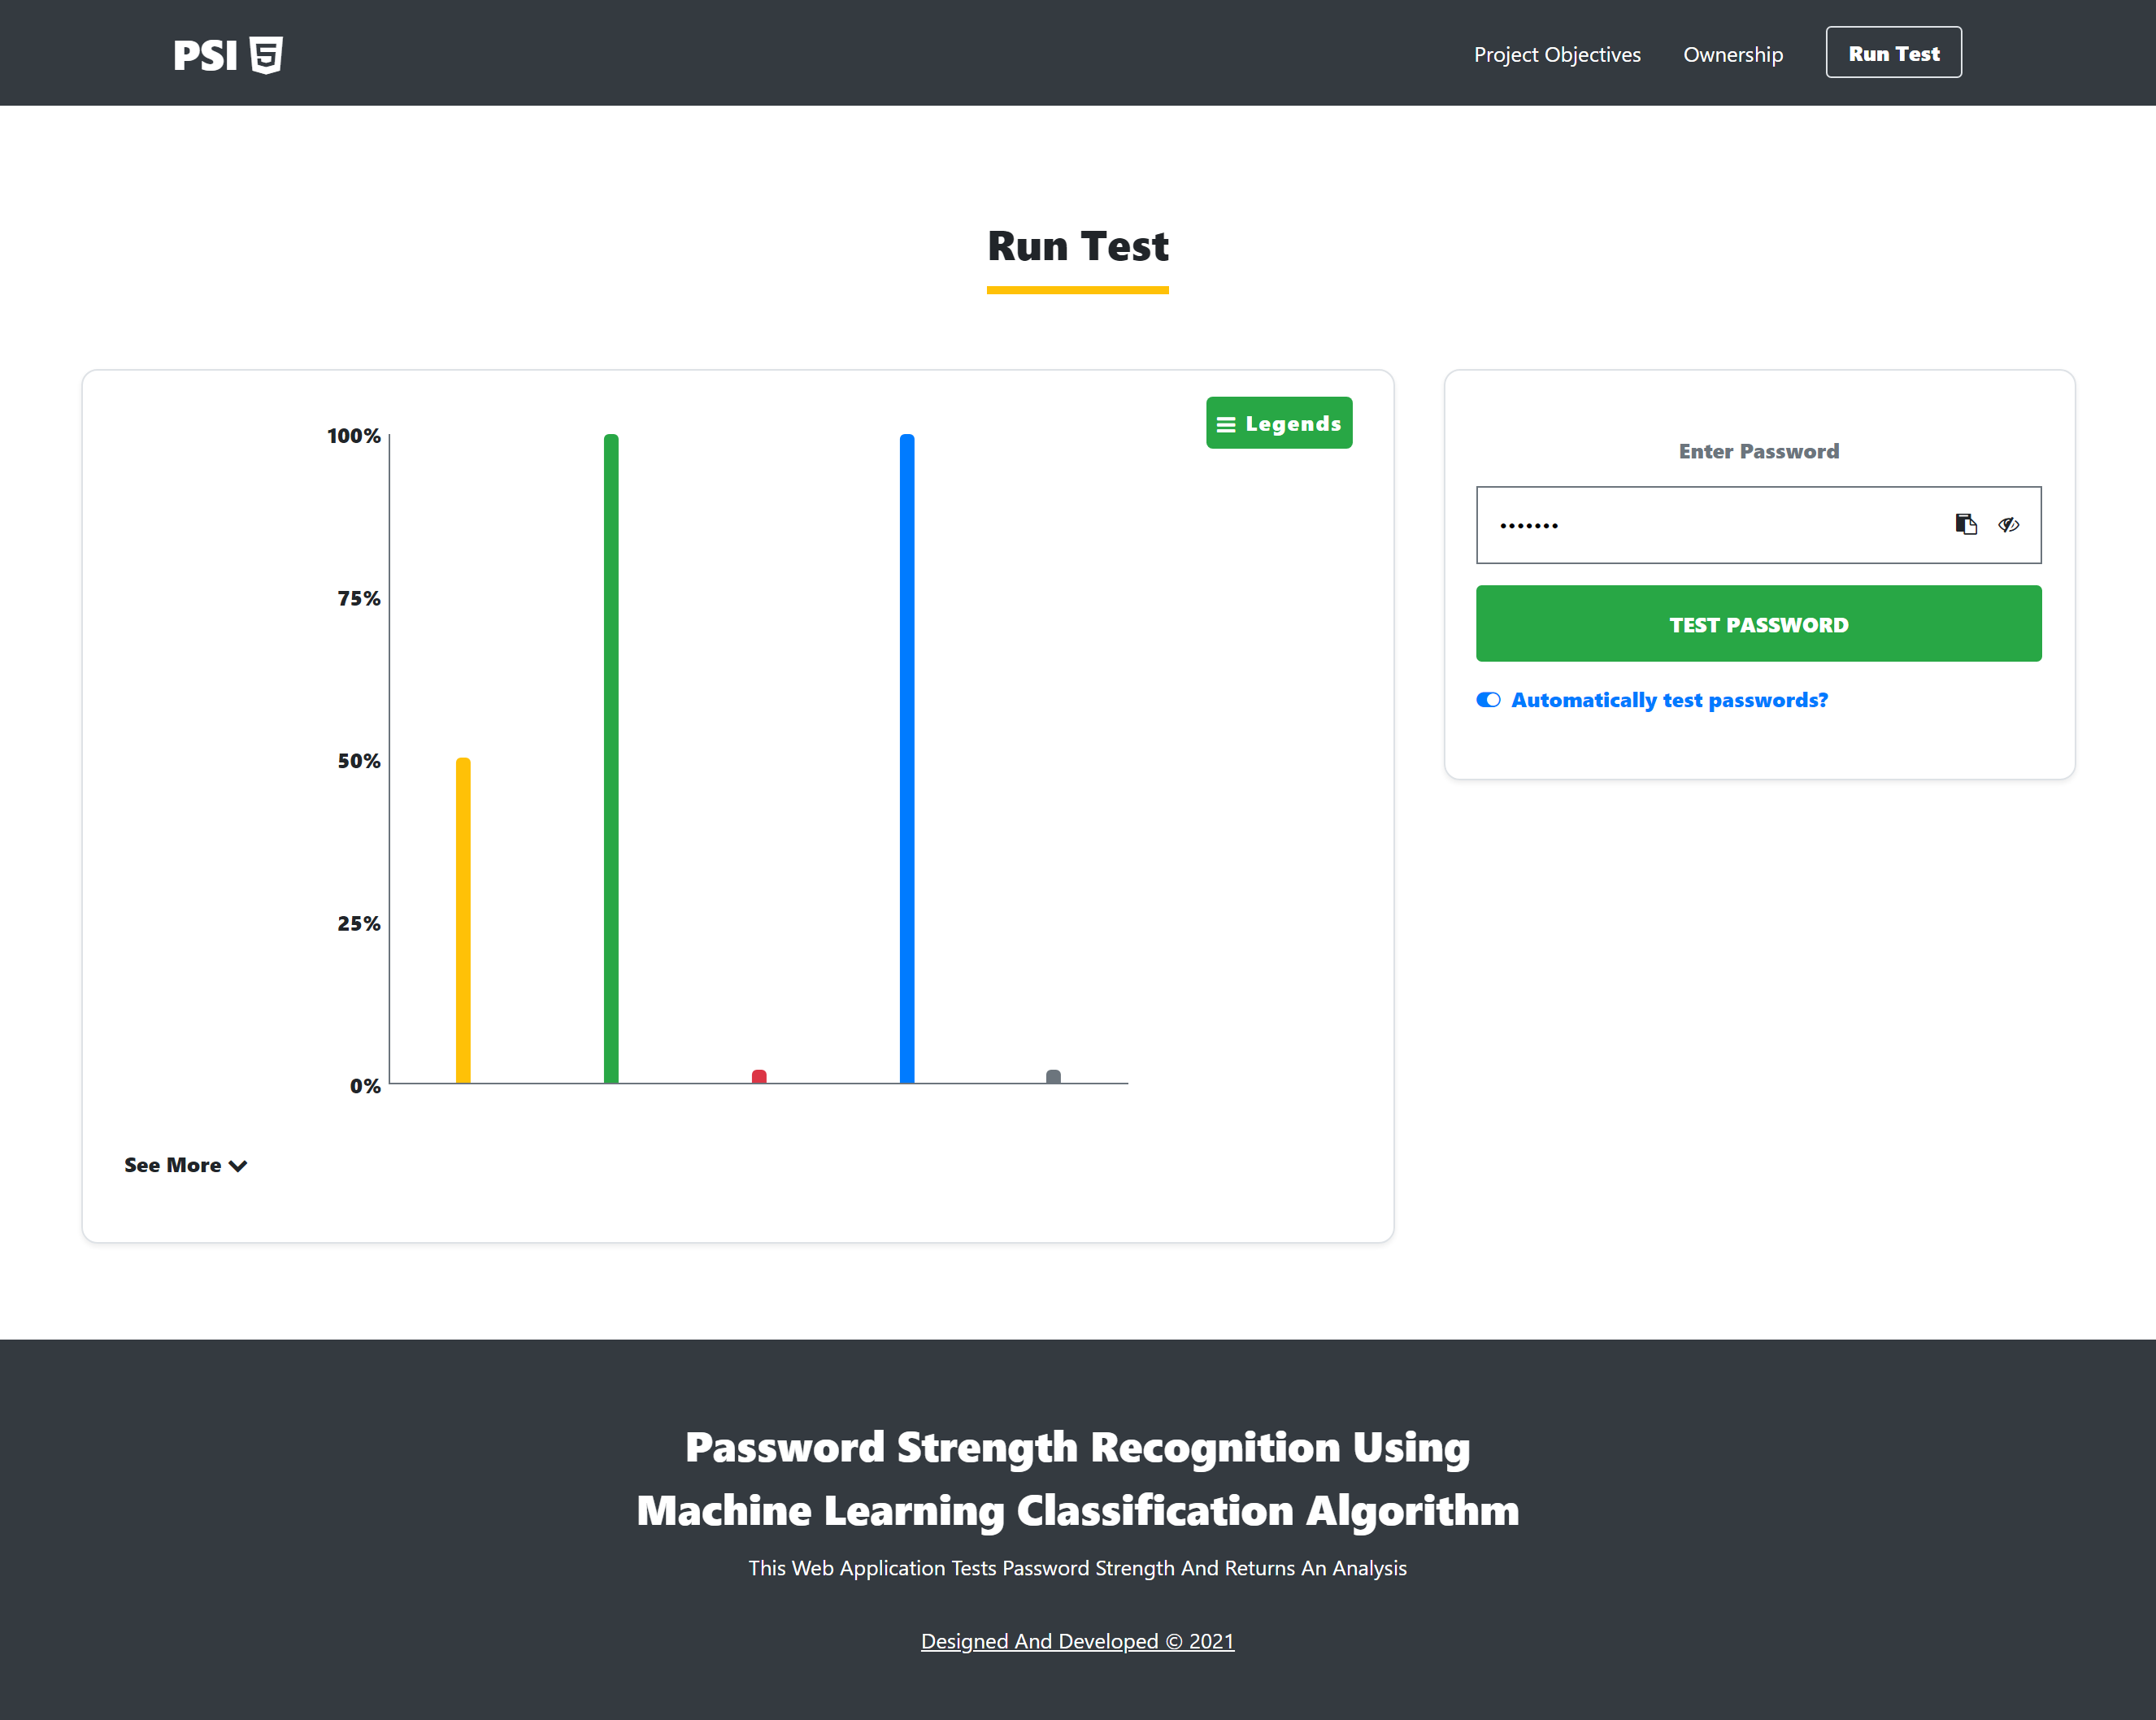 PSI
Project Objectives
Ownership
Run Test
Run Test
Legends
100%
75%
50%
25%
0%
See More
Enter Password
•••••••
TEST PASSWORD
Automatically test passwords?
Password Strength Recognition Using
Machine Learning Classification Algorithm
This Web Application Tests Password Strength And Returns An Analysis
Designed And Developed © 2021